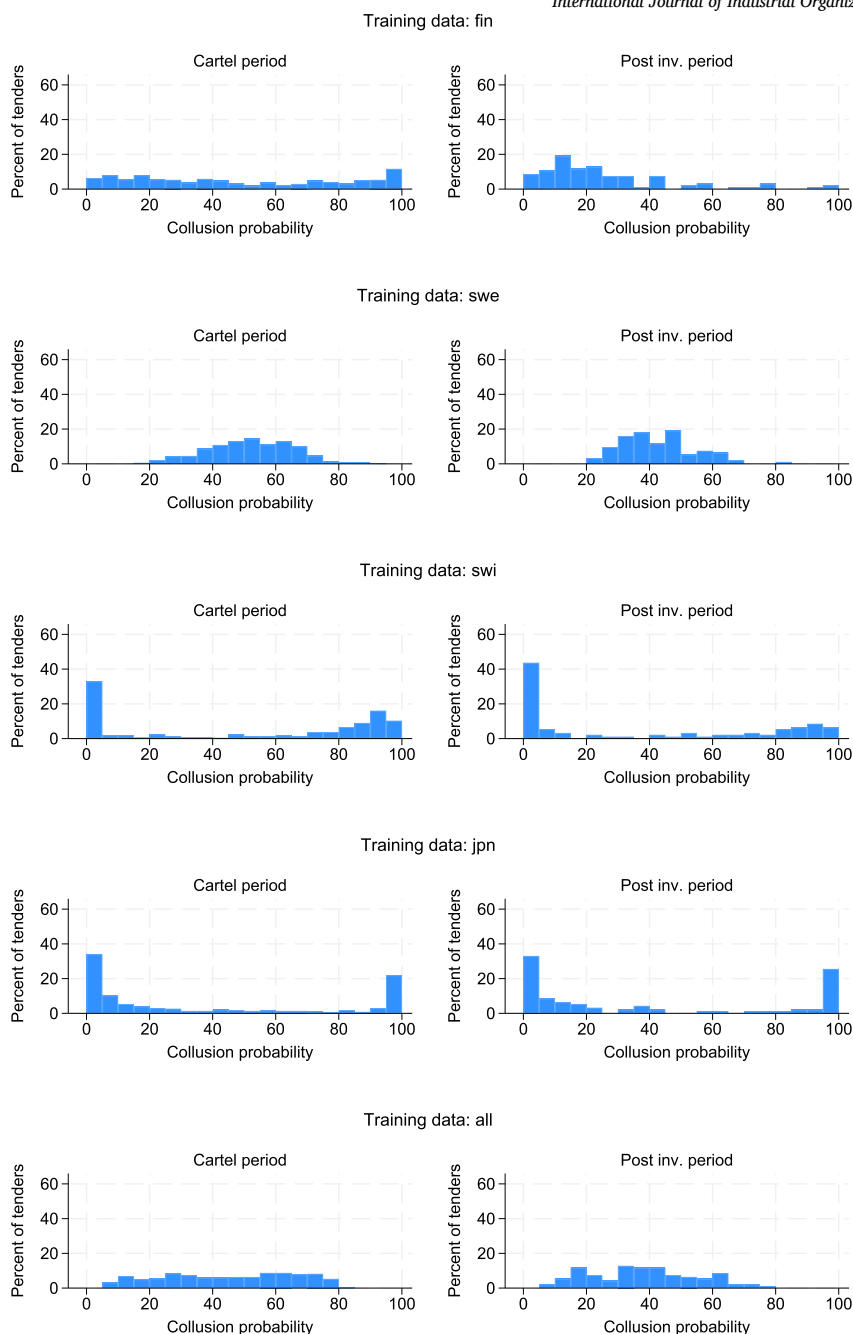 International Journal of Industrial
Training data: fin
Cartel period Post inv. period
Percent of tenders Percent of tenders
60 60
40 40
20 20
0 0
0 20 40 60 80 100 0 20 40 60 80 100
Collusion probability Collusion probability
Training data: swe
Cartel period Post inv. period
Percent of tenders Percent of tenders
60 60
40 40
20 20
0 0
0 20 40 60 80 100 0 20 40 60 80 100
Collusion probability Collusion probability
Training data: swi
Cartel period Post inv. period
Percent of tenders Percent of tenders
60 60
40 40
20 20
0 0
0 20 40 60 80 100 0 20 40 60 80 100
Collusion probability Collusion probability
Training data: jpn
Cartel period Post inv. period
Percent of tenders Percent of tenders
60 60
40 40
20 20
0 0
0 20 40 60 80 100 0 20 40 60 80 100
Collusion probability Collusion probability
Training data: all
Cartel period Post inv. period
Percent of tenders Percent of tenders
60 60
40 40
20 20
0 0
0 20 40 60 80 100 0 20 40 60 80 100
Collusion probability Collusion probability